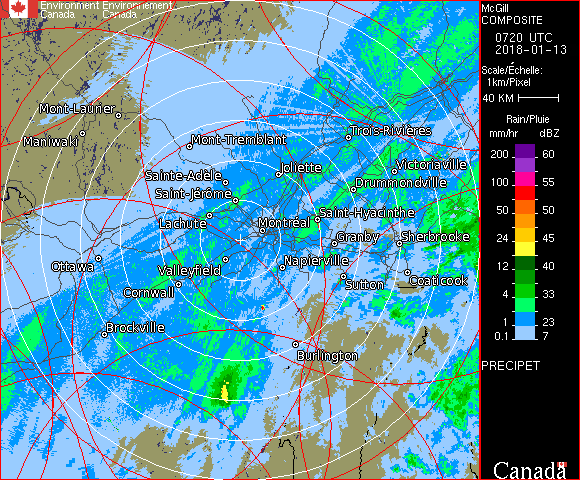 Environment Environnement
Canada Canada
McGill
COMPOSITE
0720 UTC
2018-01-13
Scale/Échelle:
1km/Pixel
40 KM
Rain/Pluie
mm/hr dBZ
200 60
100 55
50 50
24 45
12 40
4 33
1 23
0.1 7
PRECIPET
Canada
Mont-Laurier
Maniwaki
Mont-Tremblant
Trois-Rivières
Joliette
Victoriaville
Sainte-Adèle
Drummondville
Saint-Jérôme
Saint-Hyacinthe
Lachute
Montréal
Granby
Sherbrooke
Ottawa
Valleyfield
Napierville
Coaticook
Cornwall
Sutton
Brockville
Burlington